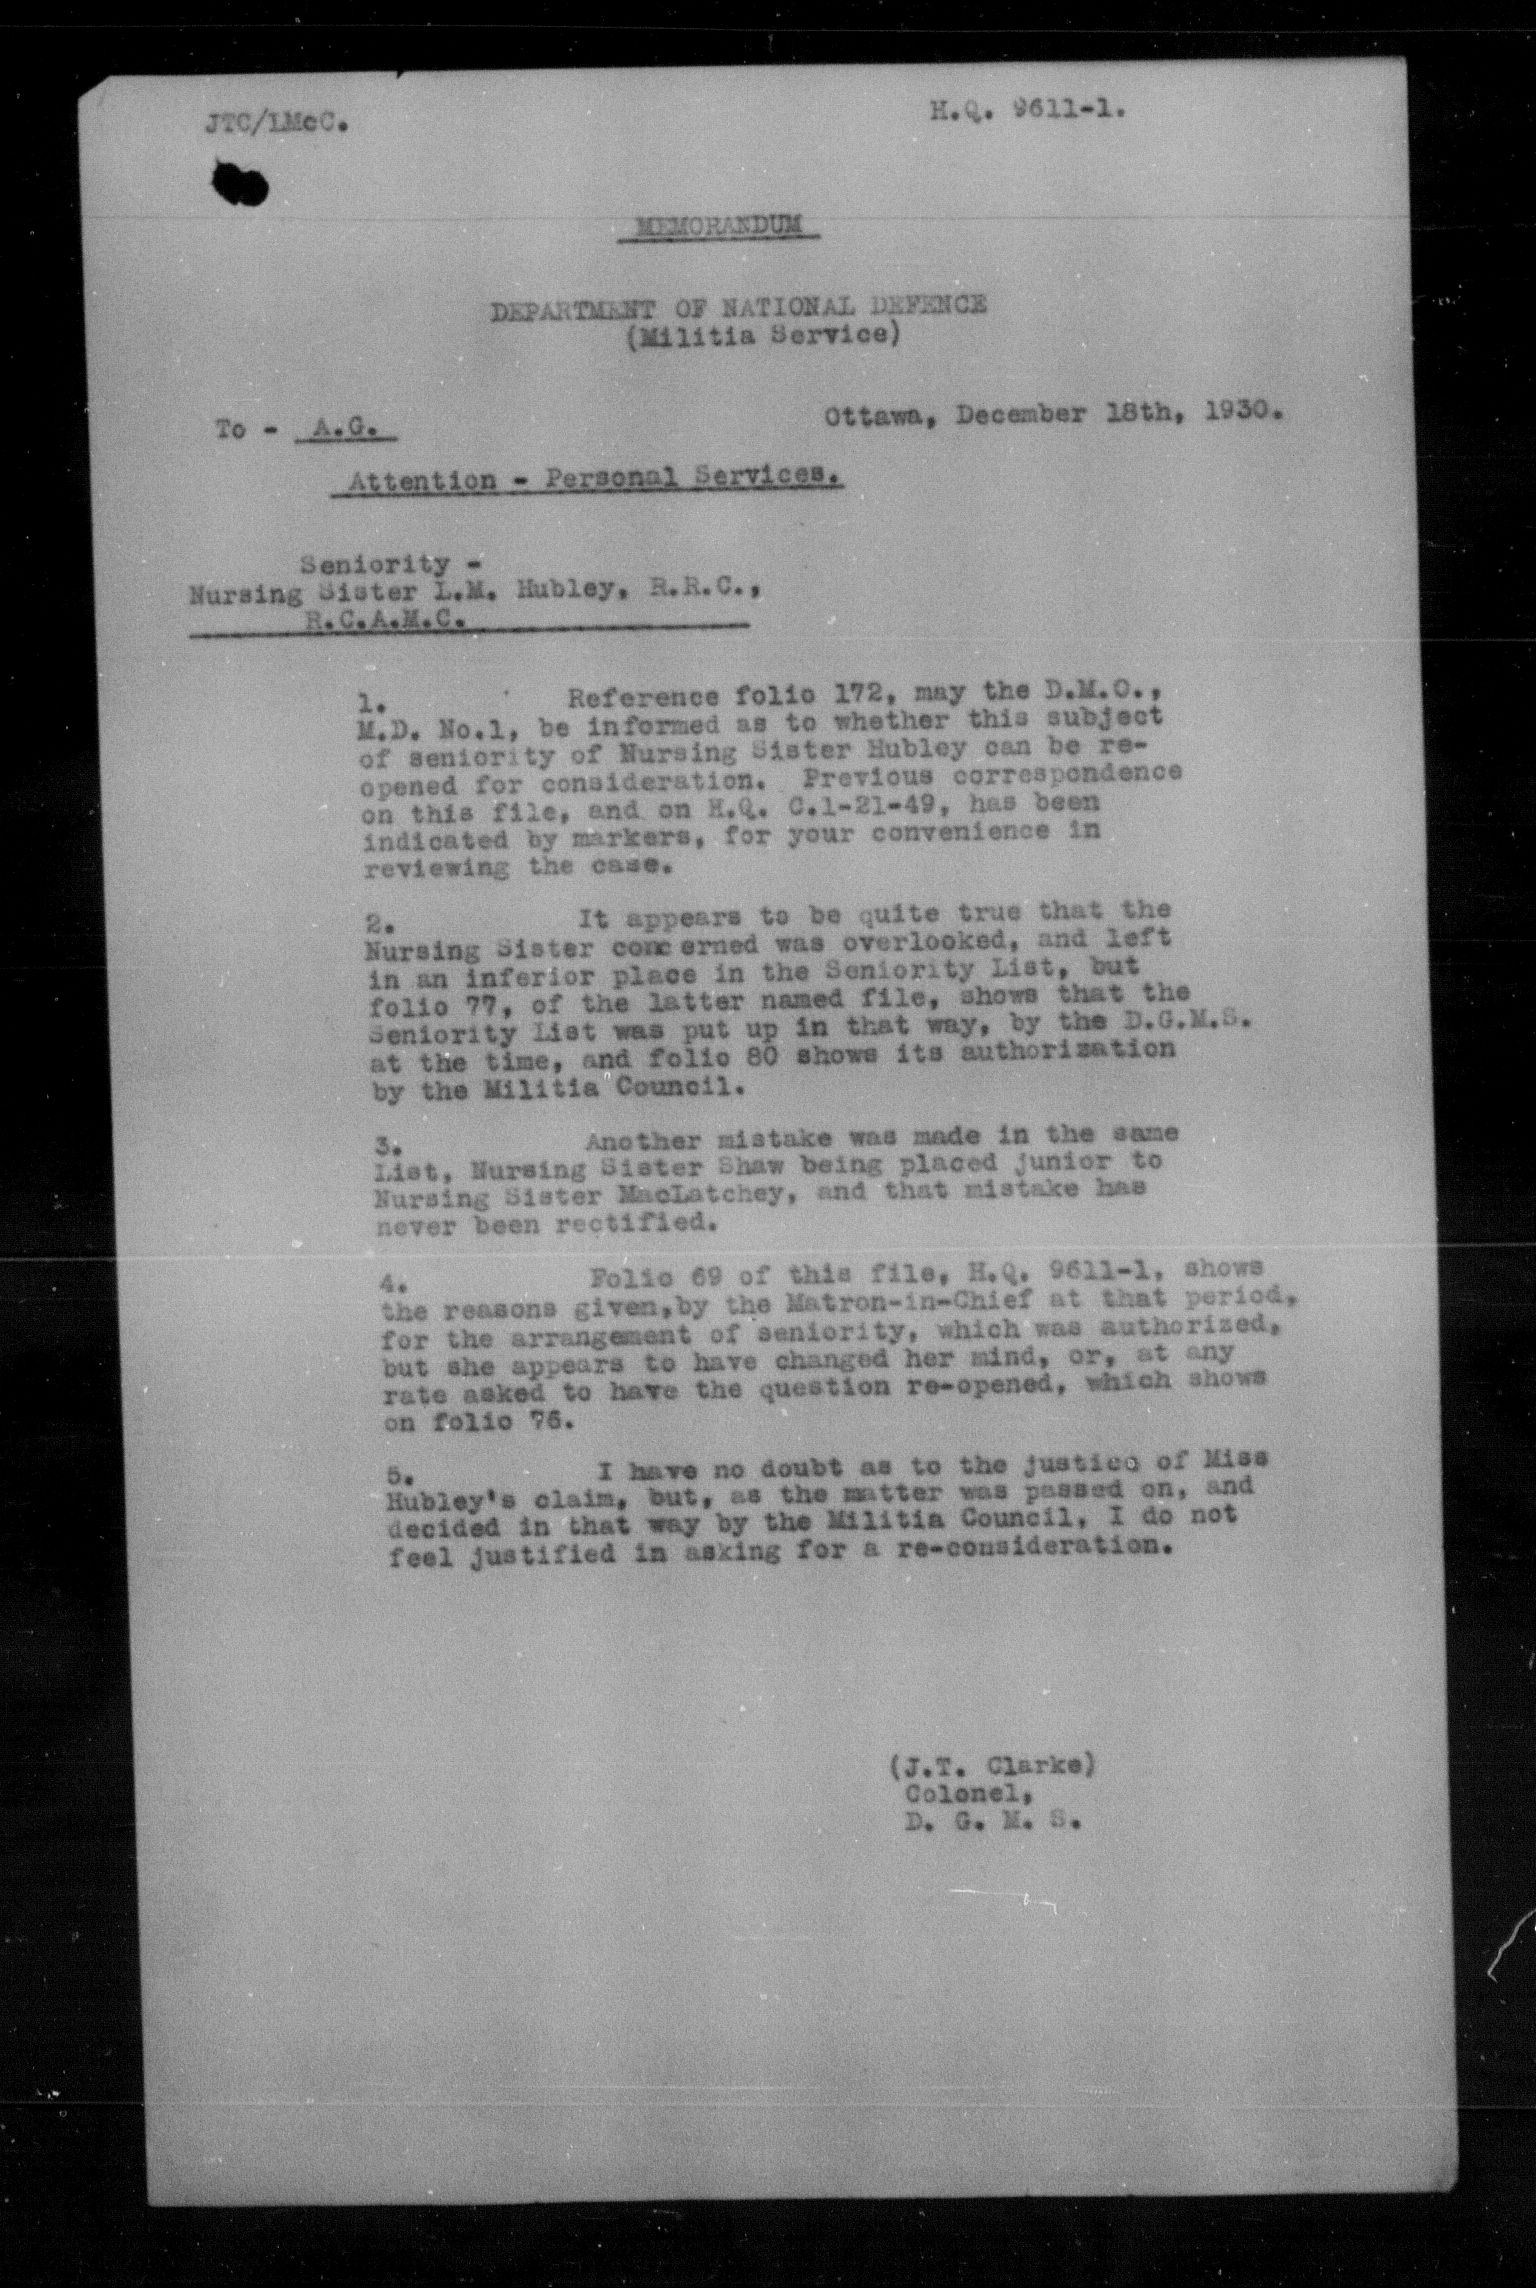 JTC/LMcC.
H.Q. 9611-1.
MEMORANDUM
DEPARTMENT OF NATIONAL DEFENCE
(Militia Service)
To - A.G.
Ottawa, December 18th, 1930.
Attention - Personal Services.
Seniority -
Nursing Sister L.M. Hubley, R.R.C.,
R.C.A.M.C.
1. Reference folio 172, may the D.M.O.,
M.D. No.1, be informed as to whether this subject
of seniority of Nursing Sister Hubley can be re-
opened for consideration. Previous correspondence
on this file, and on H.Q. C.1-21-49, has been
indicated by markers, for your convenience in
reviewing the case.
2. It appears to be quite true that the
Nursing Sister concerned was overlooked, and left
in an inferior place in the Seniority List, but
folio 77, of the latter named file, shows that the
Seniority List was put up in that way, by the D.G.M.S.
at the time, and folio 80 shows its authorization
by the Militia Council.
3. Another mistake was made in the same
List, Nursing Sister Shaw being placed junior to
Nursing Sister MacLatchey, and that mistake has
never been rectified.
4. Folio 69 of this file, H.Q. 9611-1, shows
the reasons given,by the Matron-in-Chief at that period,
for the arrangement of seniority, which was authorized,
but she appears to have changed her mind, or, at any
rate asked to have the question re-opened, which shows
on folio 76.
5. I have no doubt as to the justice of Miss
Hubley's claim, but, as the matter was passed on, and
decided in that way by the Militia Council, I do not
feel justified in asking for a re-consideration.
(J.T. Clarke)
Colonel,
D. G. M. S.